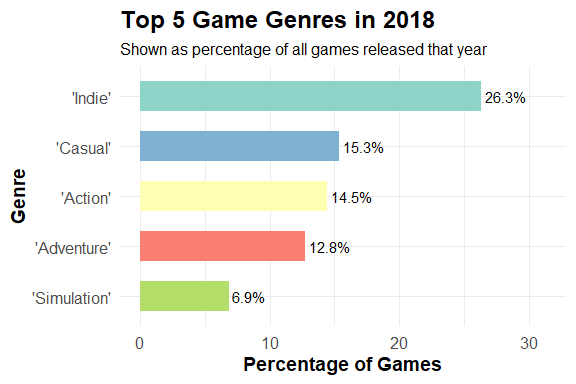 Top 5 Game Genres in 2018
Shown as percentage of all games released that year
Genre
'Indie'
26.3%
'Casual'
15.3%
'Action'
14.5%
'Adventure'
12.8%
'Simulation'
6.9%
0 10 20 30
Percentage of Games